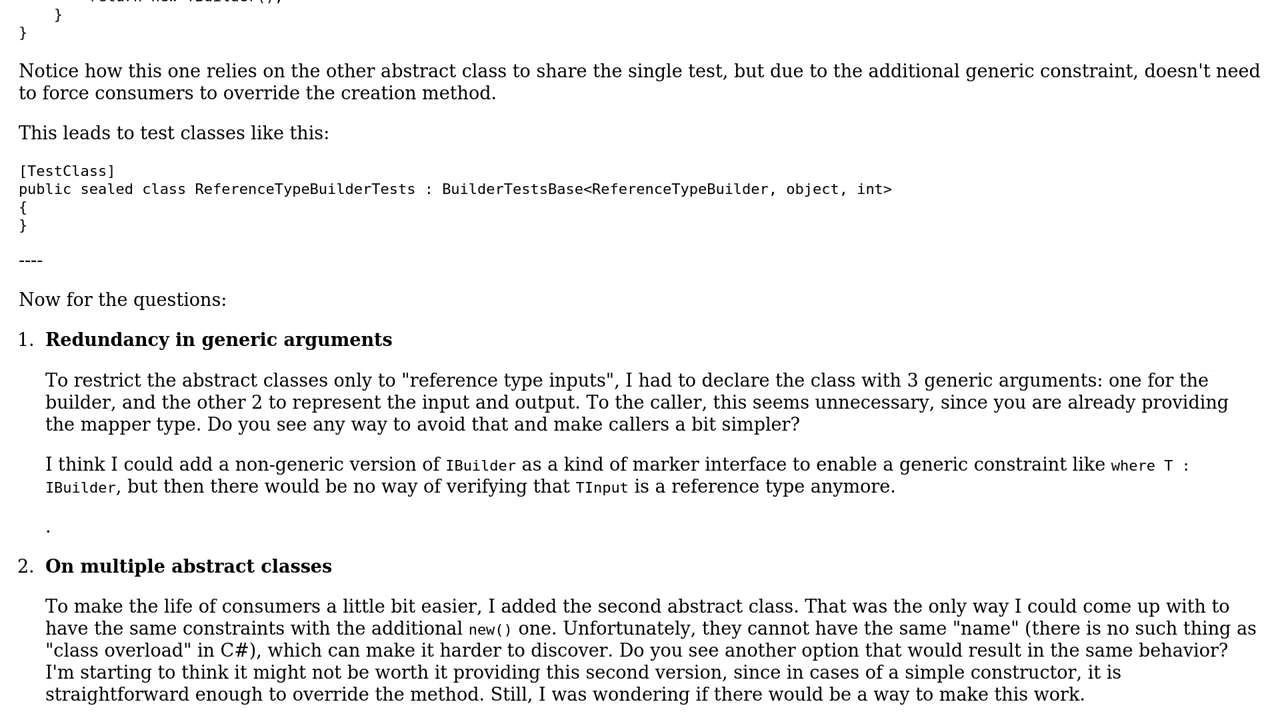 }
}
Notice how this one relies on the other abstract class to share the single test, but due to the additional generic constraint, doesn't need
to force consumers to override the creation method.
This leads to test classes like this:
[TestClass]
public sealed class ReferenceTypeBuilderTests : BuilderTestsBase<ReferenceTypeBuilder, object, int>
{
}
----
Now for the questions:
1. Redundancy in generic arguments
To restrict the abstract classes only to "reference type inputs", I had to declare the class with 3 generic arguments: one for the
builder, and the other 2 to represent the input and output. To the caller, this seems unnecessary, since you are already providing
the mapper type. Do you see any way to avoid that and make callers a bit simpler?
I think I could add a non-generic version of IBuilder as a kind of marker interface to enable a generic constraint like where T :
IBuilder, but then there would be no way of verifying that TInput is a reference type anymore.
.
2. On multiple abstract classes
To make the life of consumers a little bit easier, I added the second abstract class. That was the only way I could come up with to
have the same constraints with the additional new() one. Unfortunately, they cannot have the same "name" (there is no such thing as
"class overload" in C#), which can make it harder to discover. Do you see another option that would result in the same behavior?
I'm starting to think it might not be worth it providing this second version, since in cases of a simple constructor, it is
straightforward enough to override the method. Still, I was wondering if there would be a way to make this work.